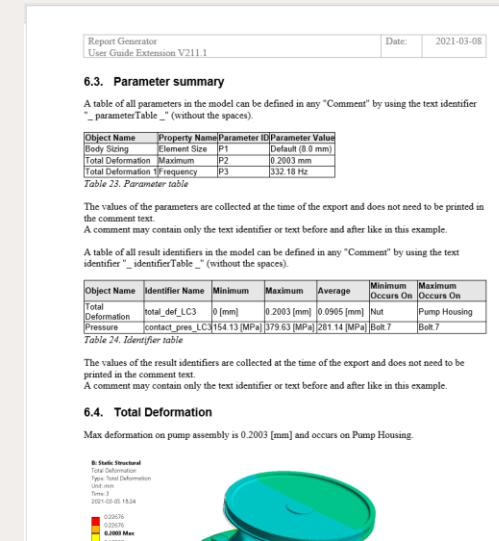 Report Generator Date: 2021-03-08
User Guide Extension V211.1
6.3. Parameter summary
A table of all parameters in the model can be defined in any "Comment" by using the text identifier
"_ parameterTable _" (without the spaces).
Object Name Property Name Parameter ID Parameter Value
Body Sizing Element Size P1 Default (8.0 mm)
Total Deformation Maximum P2 0.2003 mm
Total Deformation 1 Frequency P3 332.18 Hz
Table 23. Parameter table
The values of the parameters are collected at the time of the export and does not need to be printed in
the comment text.
A comment may contain only the text identifier or text before and after like in this example.
A table of all result identifiers in the model can be defined in any "Comment" by using the text
identifier "_ identifierTable _" (without the spaces).
Object Name Identifier Name Minimum Maximum Average Minimum Occurs On Maximum Occurs On
Total Deformation total_def_LC3 0 [mm] 0.2003 [mm] 0.0905 [mm] Nut Pump Housing
Pressure contact_pres_LC3 154.13 [MPa] 379.63 [MPa] 281.14 [MPa] Bolt.7 Bolt.7
Table 24. Identifier table
The values of the result identifiers are collected at the time of the export and does not need to be
printed in the comment text.
A comment may contain only the text identifier or text before and after like in this example.
6.4. Total Deformation
Max deformation on pump assembly is 0.2003 [mm] and occurs on Pump Housing.
B: Static Structural
Total Deformation
Type: Total Deformation
Unit: mm
Time: 3
2021-03-05 18:24
0.22676
0.22676
0.2003 Max